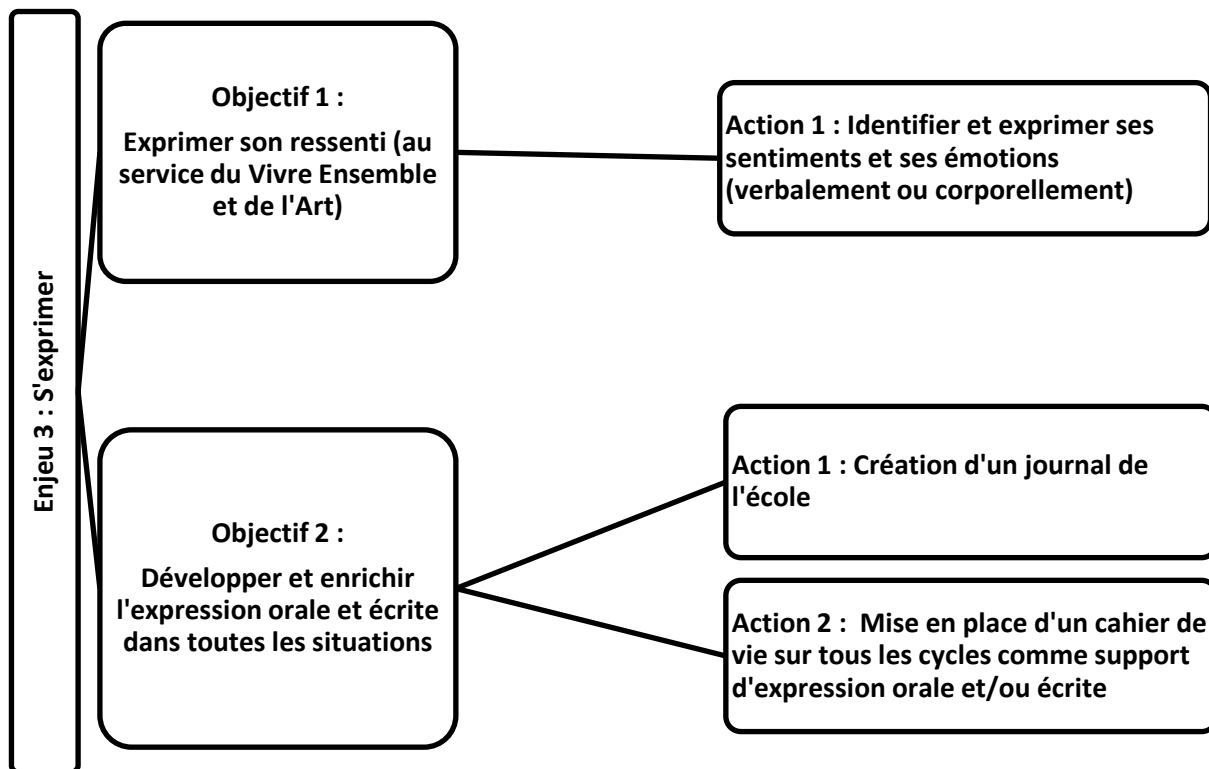 Enjeu 3 : S'exprimer
Objectif 1 :
Exprimer son ressenti (au
service du Vivre Ensemble
et de l'Art)
Action 1 : Identifier et exprimer ses
sentiments et ses émotions
(verbalement ou corporellement)
Objectif 2 :
Développer et enrichir
l'expression orale et écrite
dans toutes les situations
Action 1 : Création d'un journal de
l'école
Action 2 :  Mise en place d'un cahier de
vie sur tous les cycles comme support
d'expression orale et/ou écrite